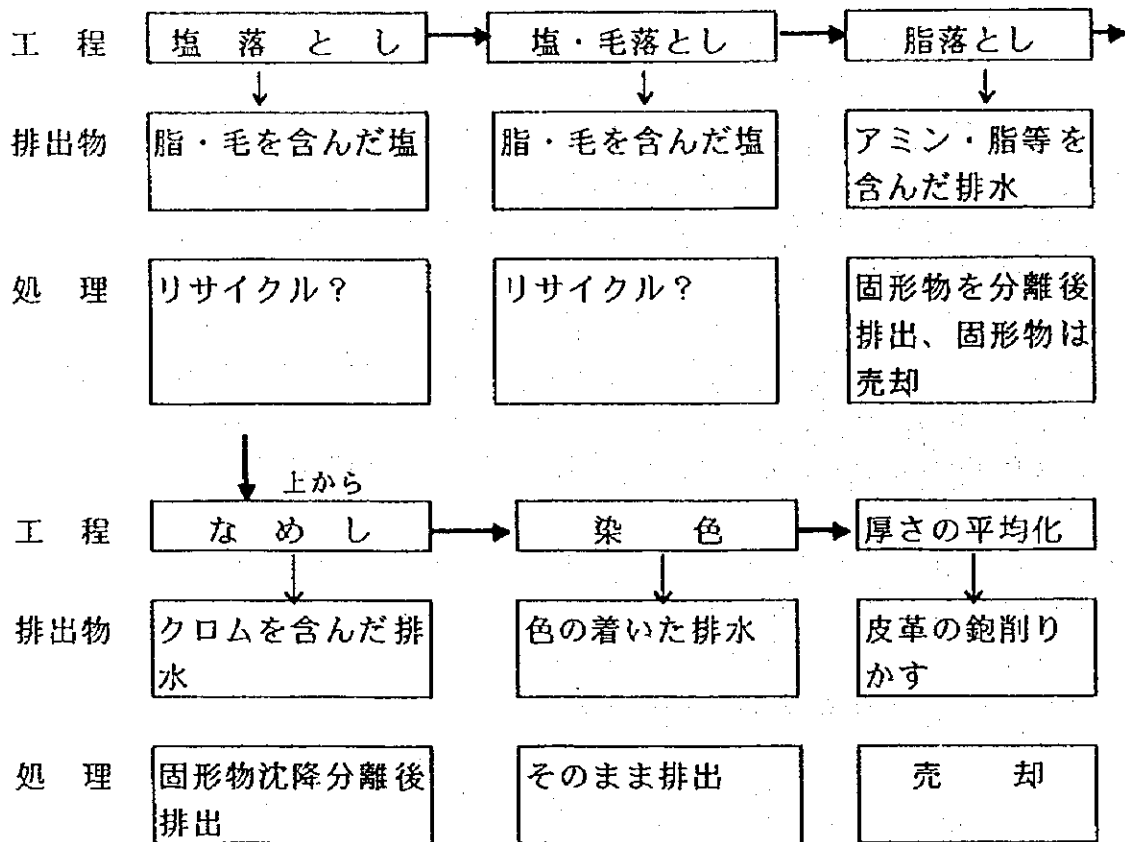 工 程 塩 落 と し 塩・毛落とし 脂落とし
排出物 脂・毛を含んだ塩 脂・毛を含んだ塩 アミン・脂等を
含んだ排水
処 理 リサイクル？ リサイクル？ 固形物を分離後
排出、固形物は
売却
上から
工 程 な め し 染 色 厚さの平均化
排出物 クロムを含んだ排 色の着いた排水 皮革の鉋削り
水 かす
処 理 固形物沈降分離後 そのまま排出 売 却
排出